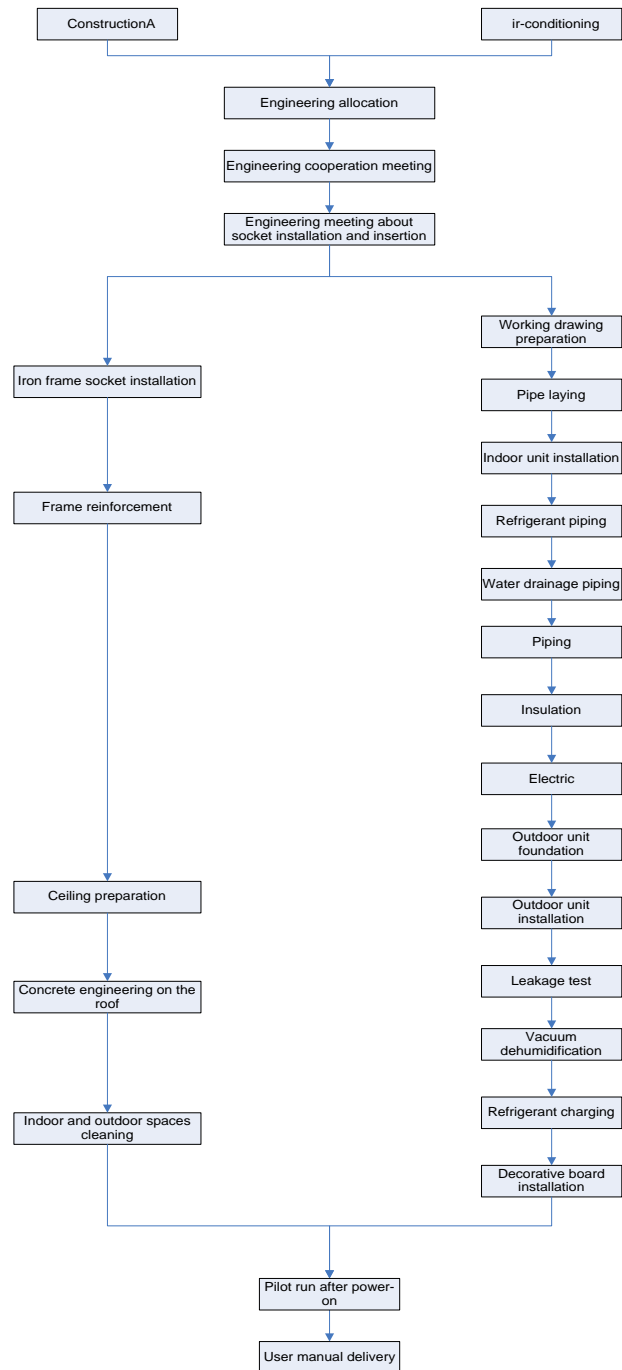 ConstructionA
ir-conditioning
Engineering allocation
Engineering cooperation meeting
Engineering meeting about
socket installation and insertion
Iron frame socket installation
Frame reinforcement
Ceiling preparation
Concrete engineering on the
roof
Indoor and outdoor spaces
cleaning
Working drawing
preparation
Pipe laying
Indoor unit installation
Refrigerant piping
Water drainage piping
Piping
Insulation
Electric
Outdoor unit
foundation
Outdoor unit
installation
Leakage test
Vacuum
dehumidification
Refrigerant charging
Decorative board
installation
Pilot run after power-
on
User manual delivery